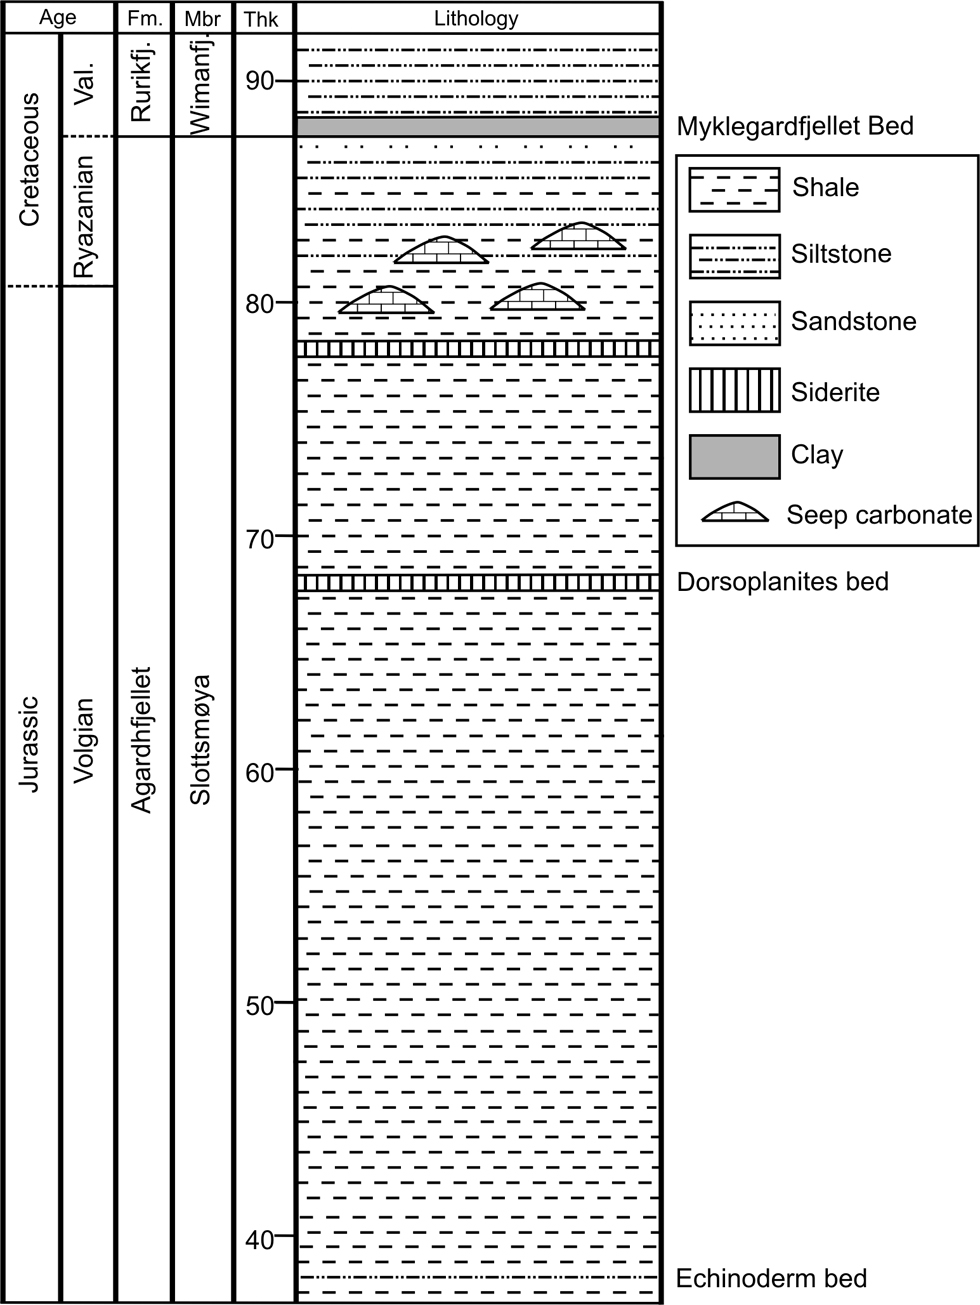 Age Fm. Mbr Thk Lithology
Cretaceous
Jurassic
Val.
Ryazanian
Volgian
Rurikfj.
Agardhfjellet
Wimanfj.
Slottsmøya
90
80
70
60
50
40
Myklegardfjellet Bed
Shale
Siltstone
Sandstone
Siderite
Clay
Seep carbonate
Dorsoplanites bed
Echinoderm bed